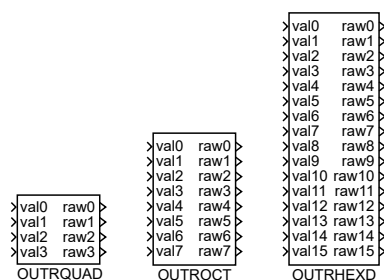 val0 raw0
val1 raw1
val2 raw2
val3 raw3
OUTRQUAD
val0 raw0
val1 raw1
val2 raw2
val3 raw3
val4 raw4
val5 raw5
val6 raw6
val7 raw7
OUTROCT
val0 raw0
val1 raw1
val2 raw2
val3 raw3
val4 raw4
val5 raw5
val6 raw6
val7 raw7
val8 raw8
val9 raw9
val10 raw10
val11 raw11
val12 raw12
val13 raw13
val14 raw14
val15 raw15
OUTRHEXD